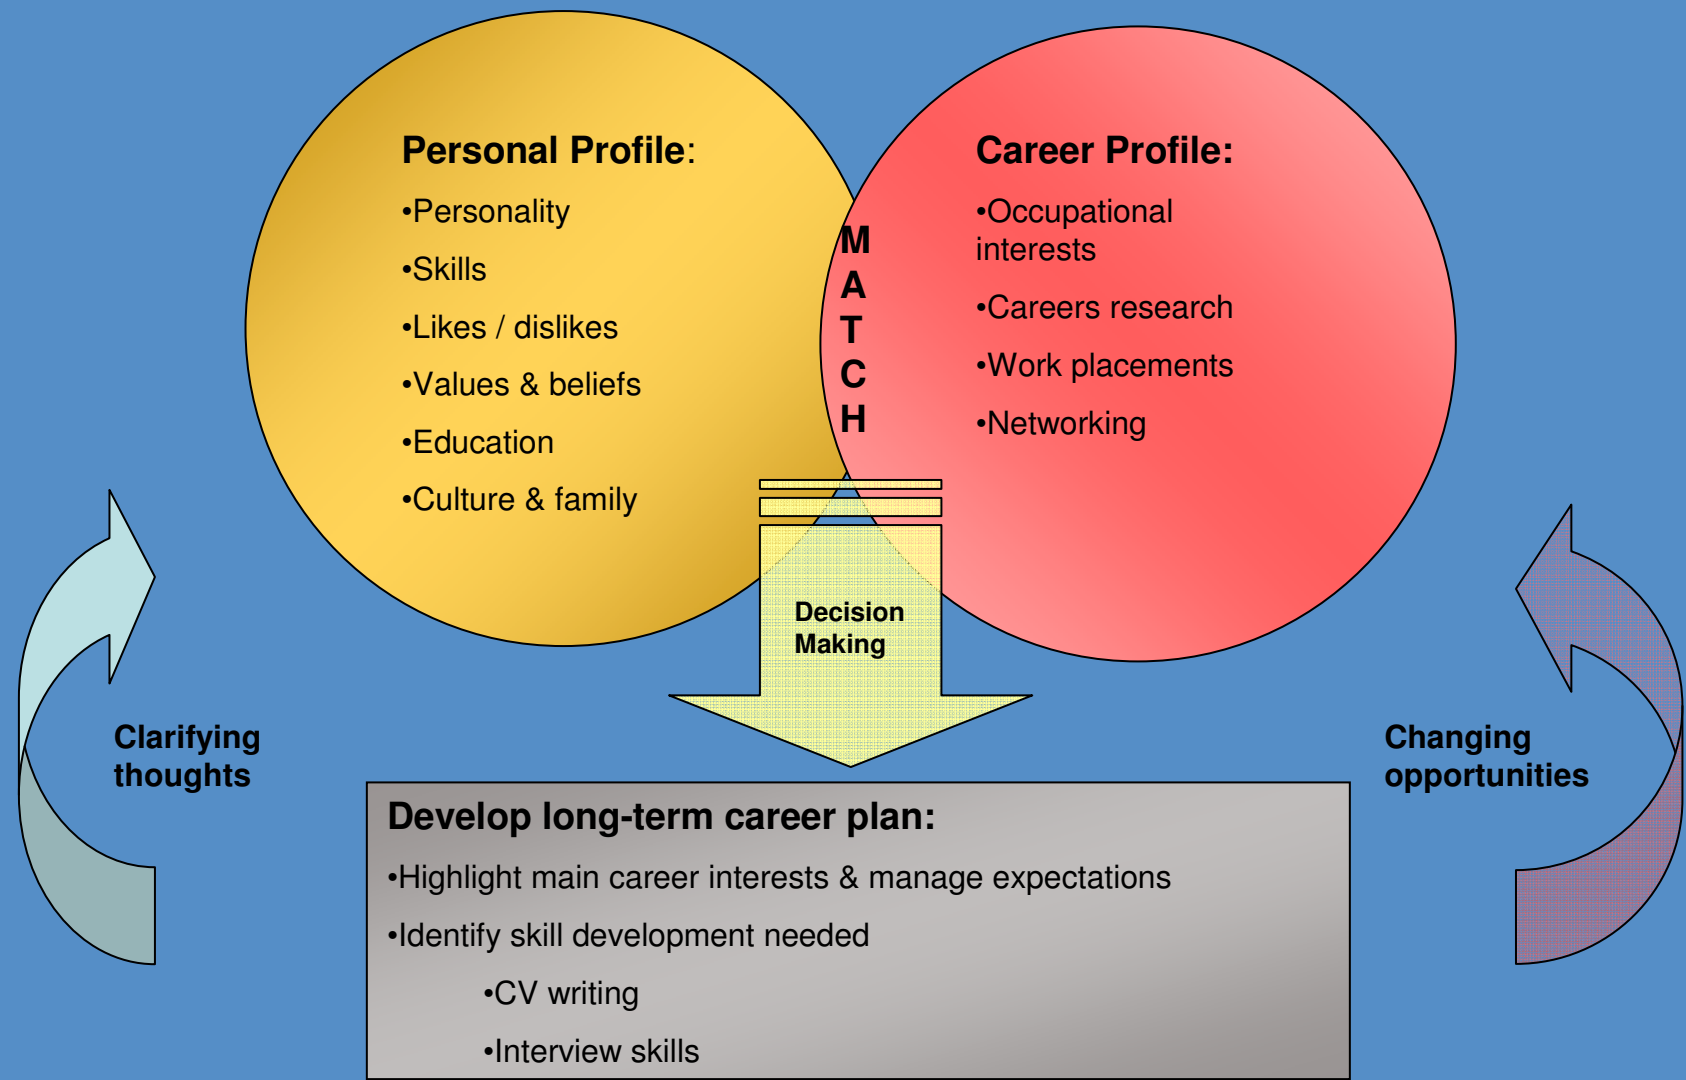 Personal Profile:
•Personality
•Skills
•Likes / dislikes
•Values & beliefs
•Education
•Culture & family
M
A
T
C
H
Career Profile:
•Occupational
interests
•Careers research
•Work placements
•Networking
Decision
Making
Clarifying
thoughts
Changing
opportunities
Develop long-term career plan:
•Highlight main career interests & manage expectations
•Identify skill development needed
•CV writing
•Interview skills